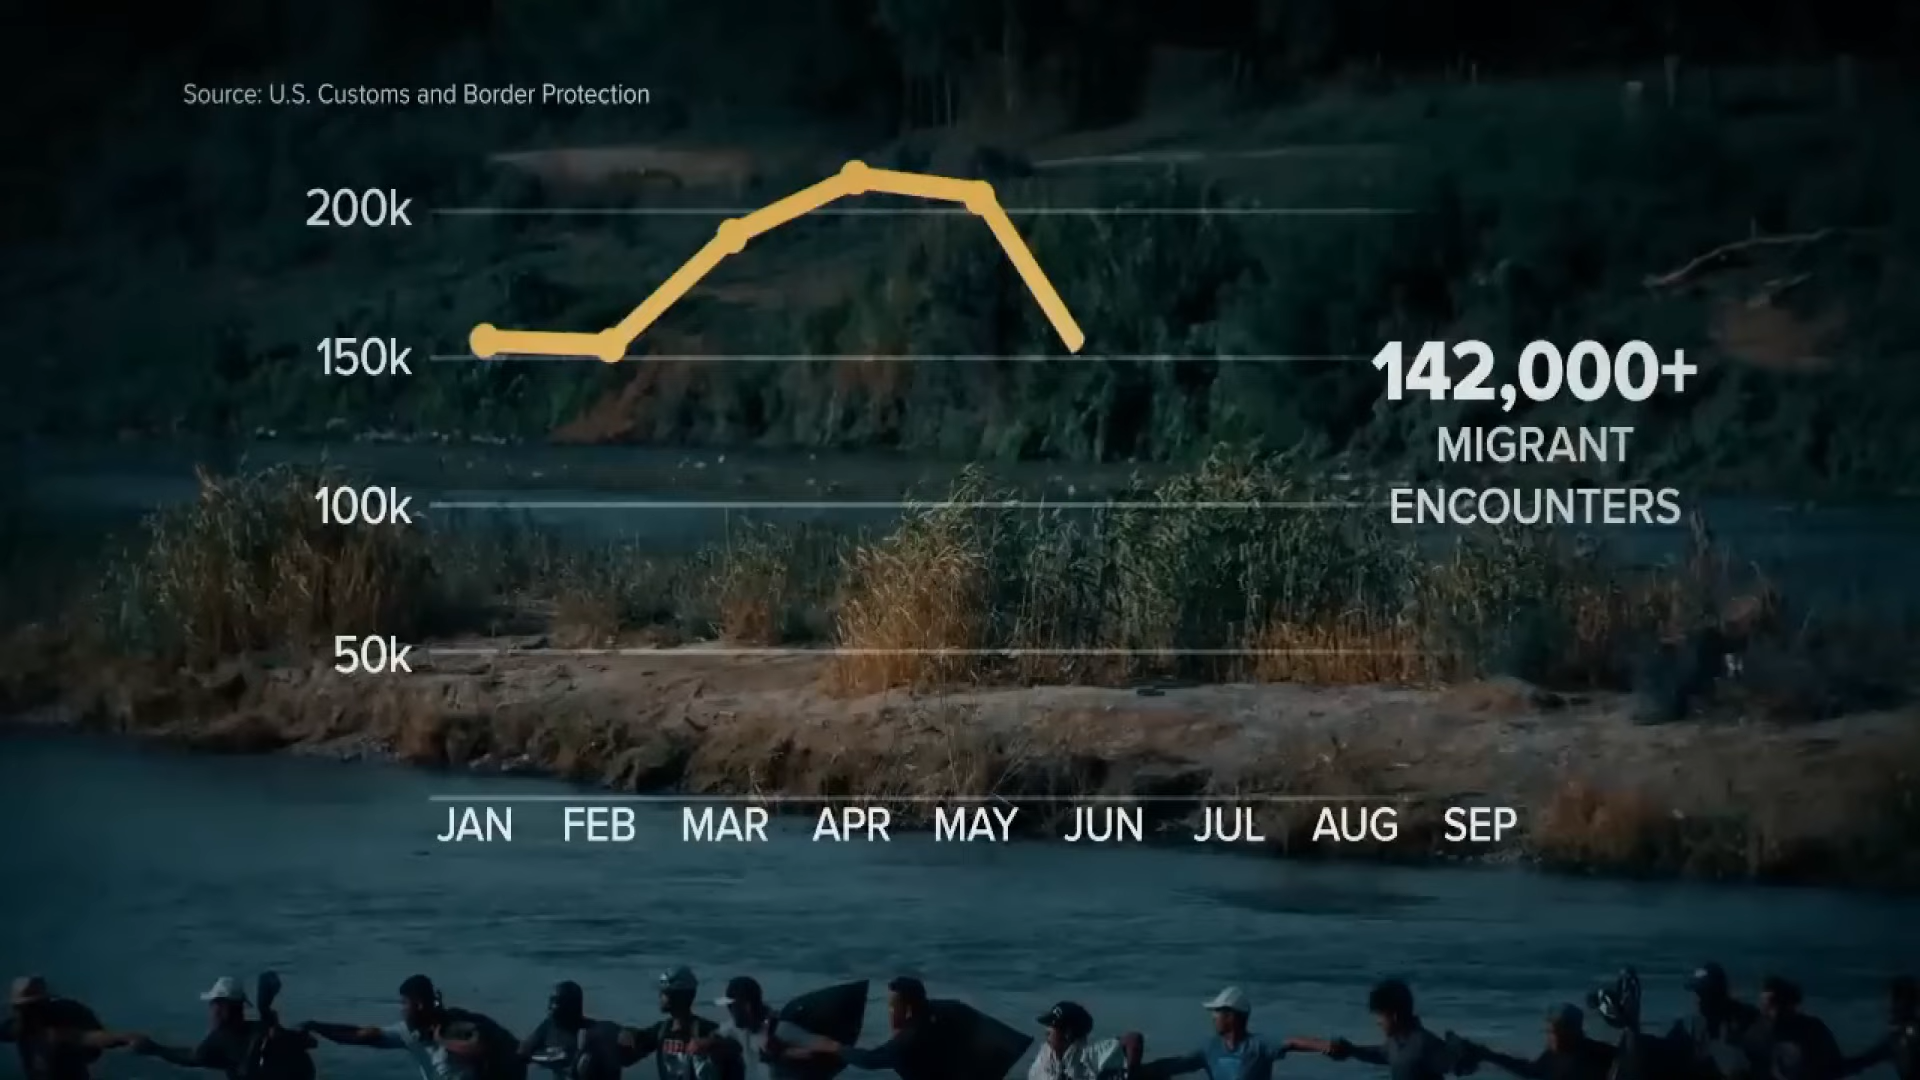 Source: U.S. Customs and Border Protection
200k
150k
100k
50k
142,000+
MIGRANT
ENCOUNTERS
JAN FEB MAR APR MAY JUN JUL AUG SEP